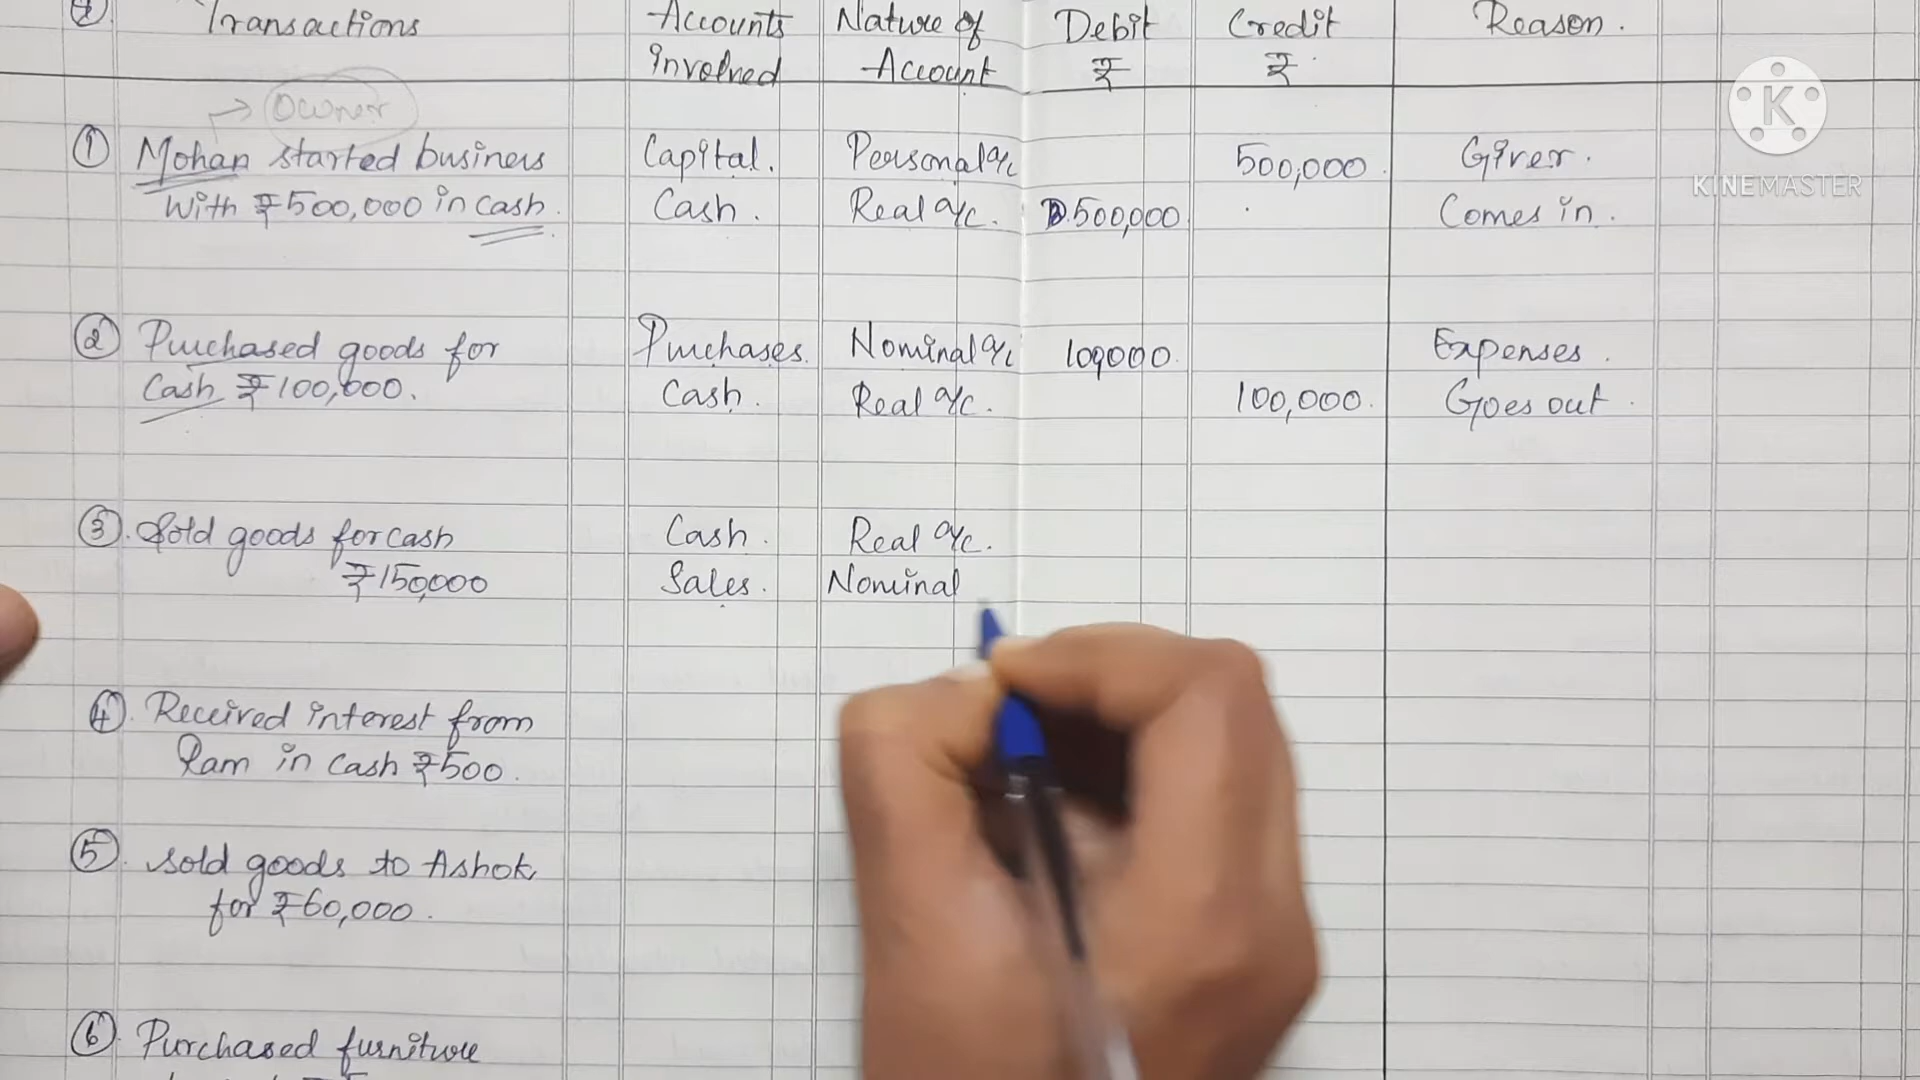 Transactions Accounts Nature of Debit Credit Reason.
involved Account ₹ ₹
→ Owner
① Mohan started business Capital. Personal a/c 500,000 Giver.
With ₹500,000 in cash. Cash. Real a/c. 500,000 Comes in.
② Purchased goods for Purchases. Nominal a/c 100,000 Expenses.
Cash ₹100,000. Cash. Real a/c. 100,000. Goes out.
③. Sold goods for cash Cash. Real a/c.
₹150,000 Sales. Nominal
④. Received interest from
Ram in cash ₹500.
⑤. sold goods to Ashok,
for ₹60,000.
⑥. Purchased furniture
K
KINEMASTER